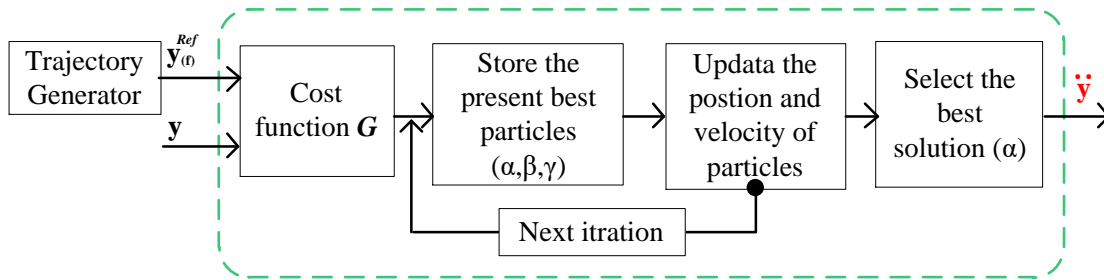 Trajectory
Generator
y(f)^Ref
y
Cost
function G
Store the
present best
particles
(α,β,γ)
Updata the
postion and
velocity of
particles
Select the
best
solution (α)
ÿ
Next itration